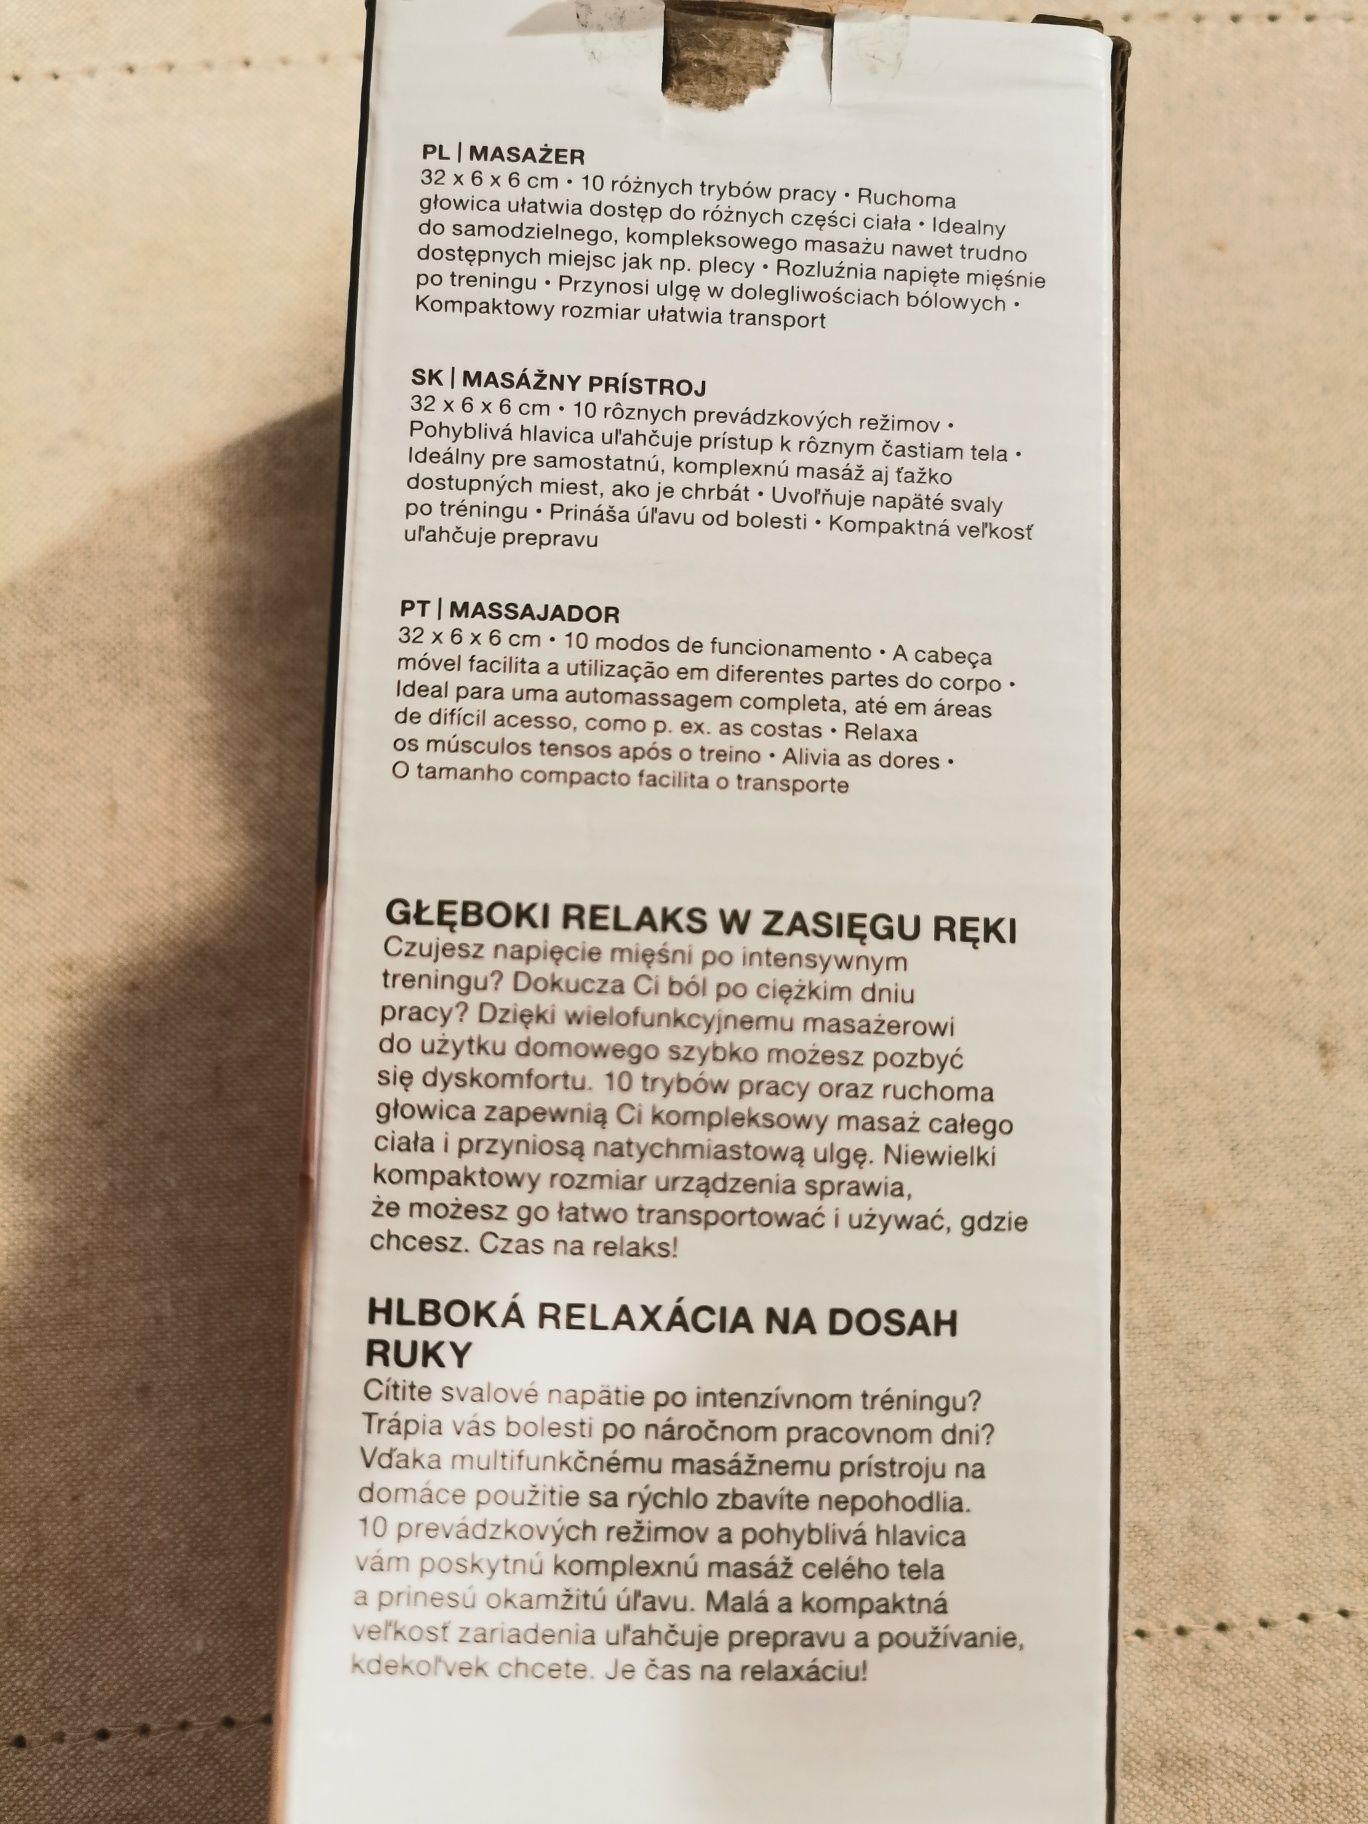 PL | MASAŻER
32 x 6 x 6 cm • 10 różnych trybów pracy • Ruchoma
głowica ułatwia dostęp do różnych części ciała • Idealny
do samodzielnego, kompleksowego masażu nawet trudno
dostępnych miejsc jak np. plecy • Rozluźnia napięte mięśnie
po treningu • Przynosi ulgę w dolegliwościach bólowych •
Kompaktowy rozmiar ułatwia transport
SK | MASÁŽNY PRÍSTROJ
32 x 6 x 6 cm • 10 rôznych prevádzkových režimov •
Pohyblivá hlavica uľahčuje prístup k rôznym častiam tela •
Ideálny pre samostatnú, komplexnú masáž aj ťažko
dostupných miest, ako je chrbát • Uvoľňuje napäté svaly
po tréningu • Prináša úľavu od bolesti • Kompaktná veľkosť
uľahčuje prepravu
PT | MASSAJADOR
32 x 6 x 6 cm • 10 modos de funcionamento • A cabeça
móvel facilita a utilização em diferentes partes do corpo •
Ideal para uma automassagem completa, até em áreas
de difícil acesso, como p. ex. as costas • Relaxa
os músculos tensos após o treino • Alivia as dores •
O tamanho compacto facilita o transporte
GŁĘBOKI RELAKS W ZASIĘGU RĘKI
Czujesz napięcie mięśni po intensywnym
treningu? Dokucza Ci ból po ciężkim dniu
pracy? Dzięki wielofunkcyjnemu masażerowi
do użytku domowego szybko możesz pozbyć
się dyskomfortu. 10 trybów pracy oraz ruchoma
głowica zapewnią Ci kompleksowy masaż całego
ciała i przyniosą natychmiastową ulgę. Niewielki
kompaktowy rozmiar urządzenia sprawia,
że możesz go łatwo transportować i używać, gdzie
chcesz. Czas na relaks!
HLBOKÁ RELAXÁCIA NA DOSAH
RUKY
Cítite svalové napätie po intenzívnom tréningu?
Trápia vás bolesti po náročnom pracovnom dni?
Vďaka multifunkčnému masážnemu prístroju na
domáce použitie sa rýchlo zbavíte nepohodlia.
10 prevádzkových režimov a pohyblivá hlavica
vám poskytnú komplexnú masáž celého tela
a prinesú okamžitú úľavu. Malá a kompaktná
veľkosť zariadenia uľahčuje prepravu a používanie,
kdekoľvek chcete. Je čas na relaxáciu!